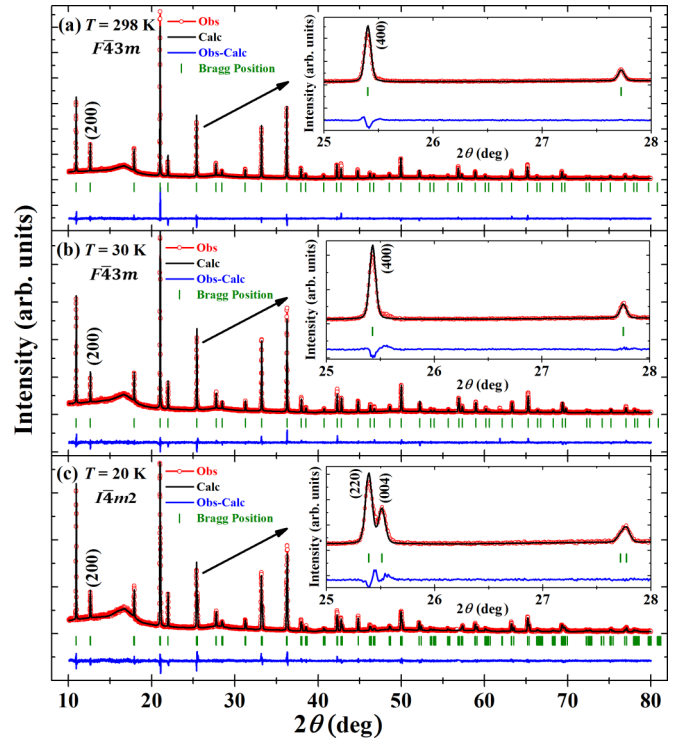 (a) T = 298 K
F4̅3m
(200)
Obs
Calc
Obs-Calc
Bragg Position
Intensity (arb. units)
(400)
25 26 27 28
2θ (deg)
(b) T = 30 K
F4̅3m
(200)
Obs
Calc
Obs-Calc
Bragg Position
Intensity (arb. units)
(400)
25 26 27 28
2θ (deg)
(c) T = 20 K
I4̅m2
(200)
Obs
Calc
Obs-Calc
Bragg Position
Intensity (arb. units)
(220)
(004)
25 26 27 28
2θ (deg)
Intensity (arb. units)
10 20 30 40 50 60 70 80
2θ (deg)